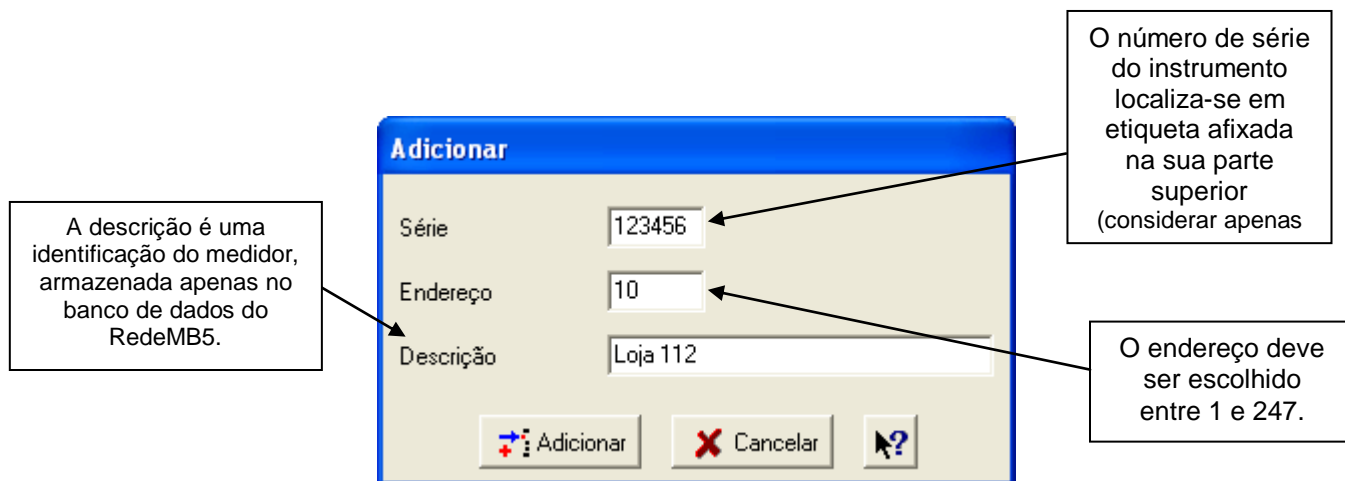 O número de série
do instrumento
localiza-se em
etiqueta afixada
na sua parte
superior
(considerar apenas
Adicionar
Série
123456
A descrição é uma
identificação do medidor,
armazenada apenas no
banco de dados do
RedeMB5.
Endereço
10
Descrição
Loja 112
O endereço deve
ser escolhido
entre 1 e 247.
Adicionar
Cancelar
?